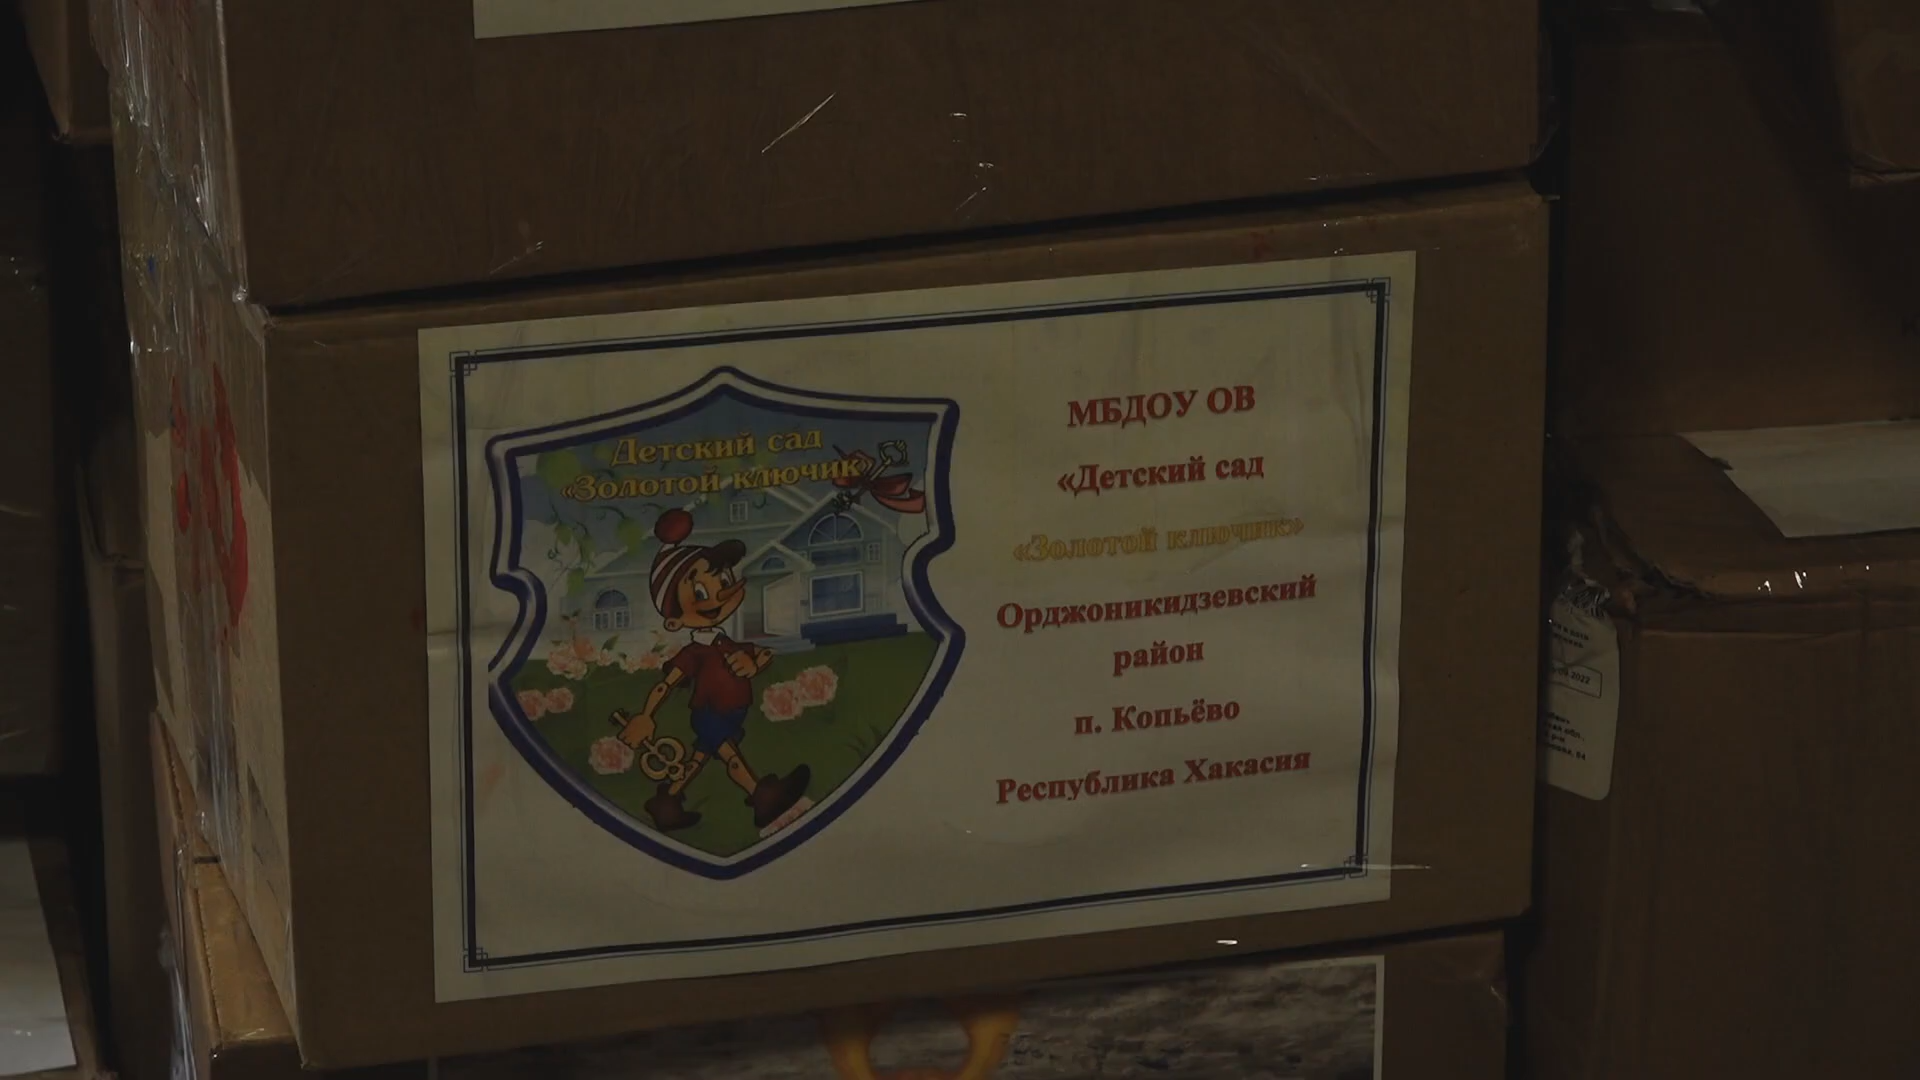 Детский сад
«Золотой ключик»
МБДОУ ОВ
«Детский сад
«Золотой ключик»
Орджоникидзевский
район
п. Копьёво
Республика Хакасия